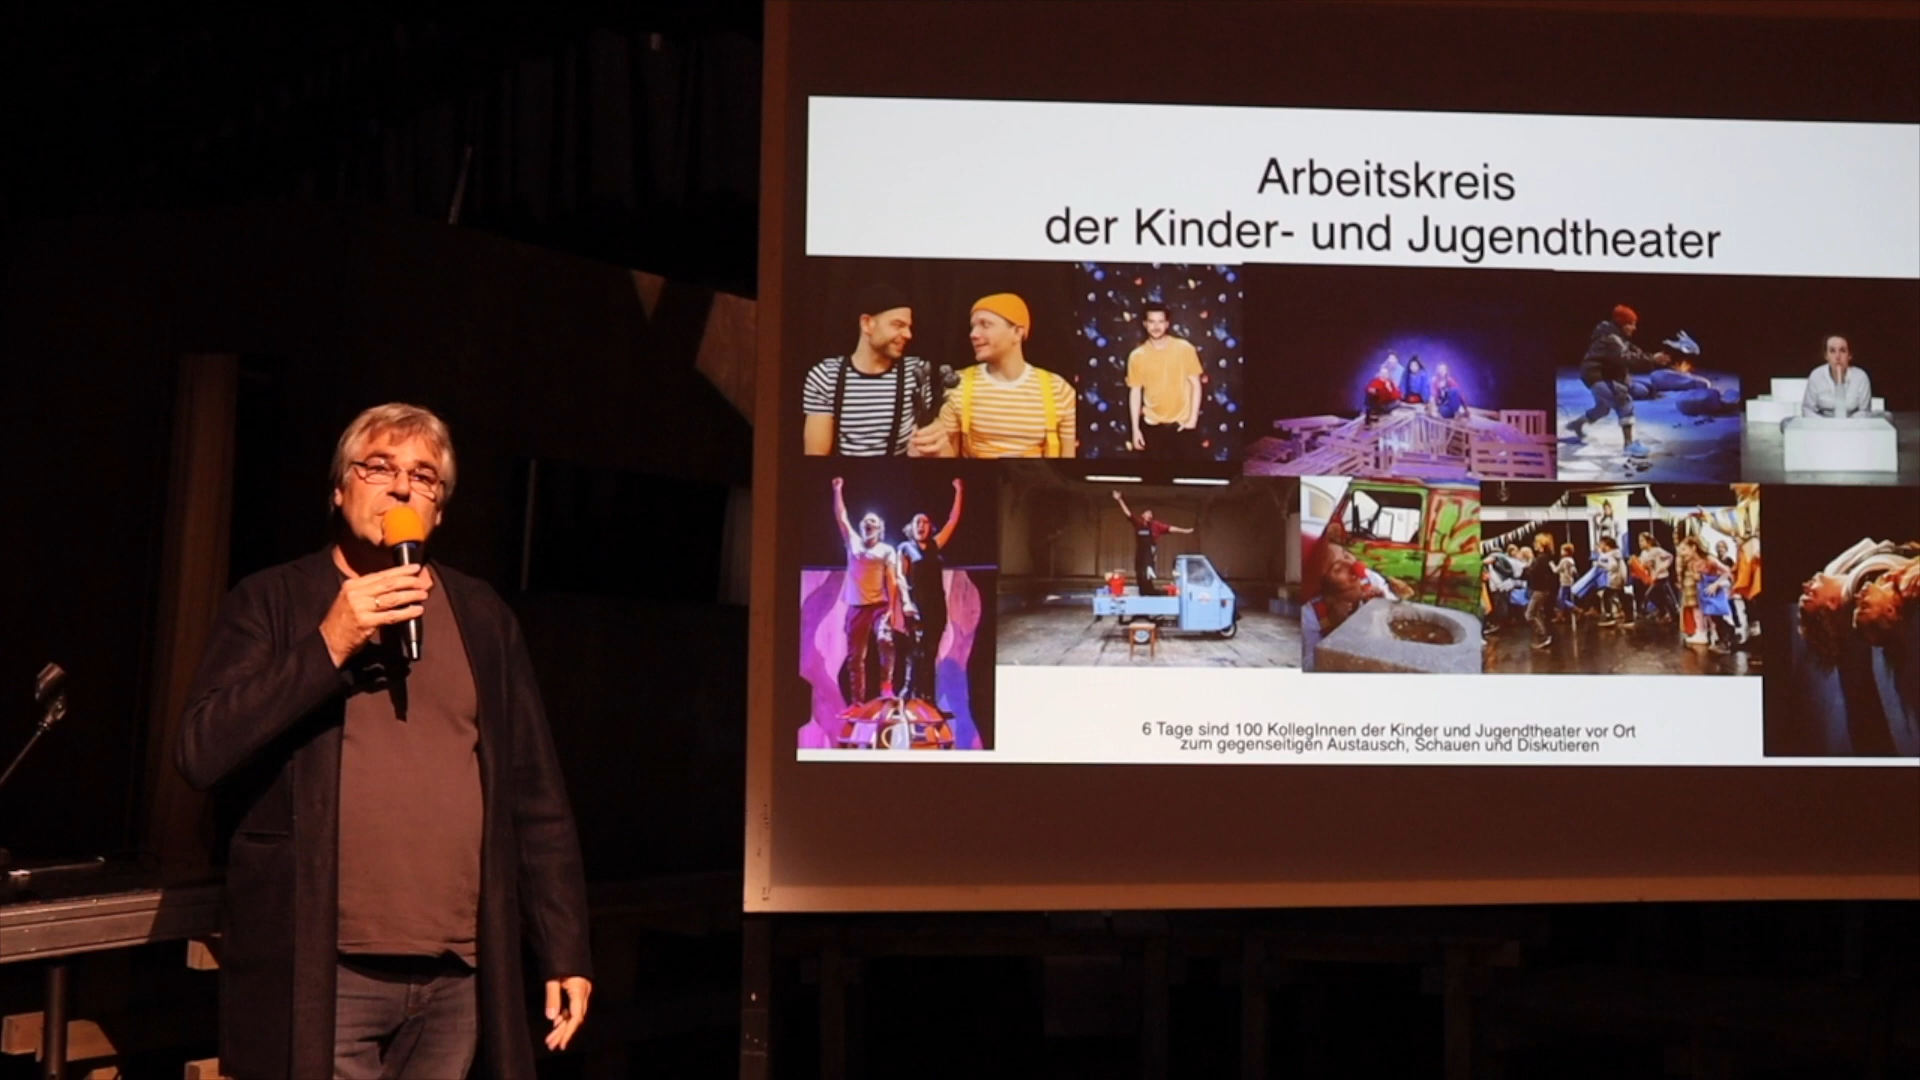 Arbeitskreis
der Kinder- und Jugendtheater
6 Tage sind 100 KollegInnen der Kinder und Jugendtheater vor Ort
zum gegenseitigen Austausch, Schauen und Diskutieren